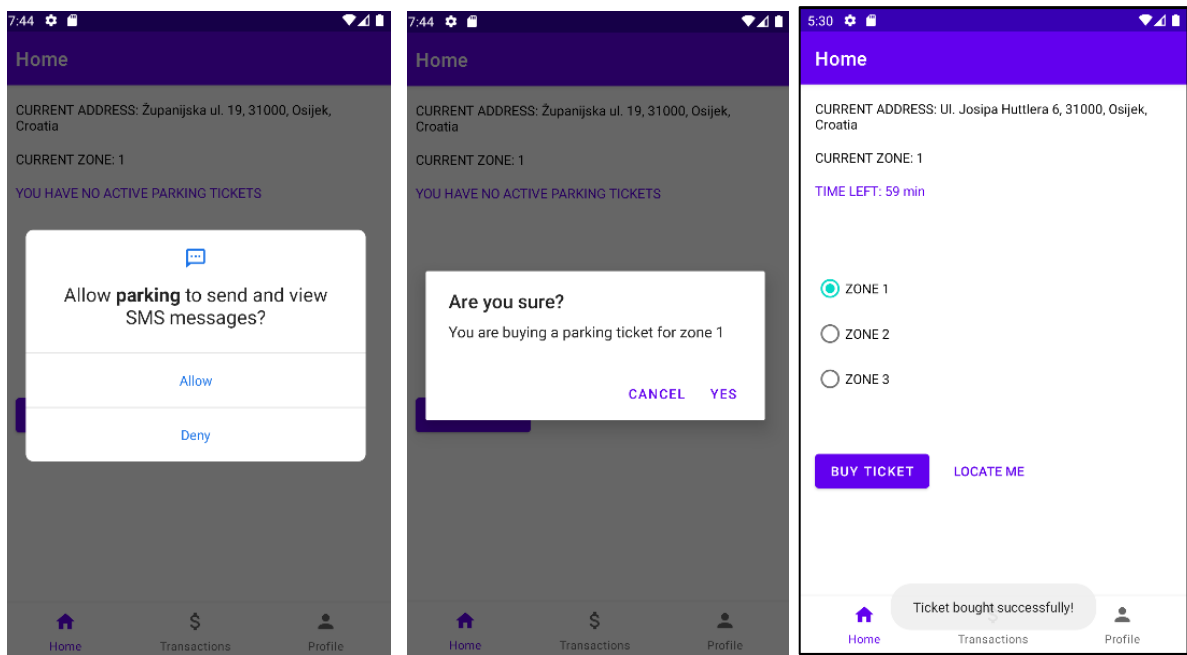 7:44
Home
CURRENT ADDRESS: Županijska ul. 19, 31000, Osijek,
Croatia
CURRENT ZONE: 1
YOU HAVE NO ACTIVE PARKING TICKETS
Allow parking to send and view
SMS messages?
Allow
Deny
Home
Transactions
Profile
7:44
Home
CURRENT ADDRESS: Županijska ul. 19, 31000, Osijek,
Croatia
CURRENT ZONE: 1
YOU HAVE NO ACTIVE PARKING TICKETS
Are you sure?
You are buying a parking ticket for zone 1
CANCEL YES
Home
Transactions
Profile
5:30
Home
CURRENT ADDRESS: Ul. Josipa Huttlera 6, 31000, Osijek,
Croatia
CURRENT ZONE: 1
TIME LEFT: 59 min
ZONE 1
ZONE 2
ZONE 3
BUY TICKET LOCATE ME
Ticket bought successfully!
Home
Transactions
Profile